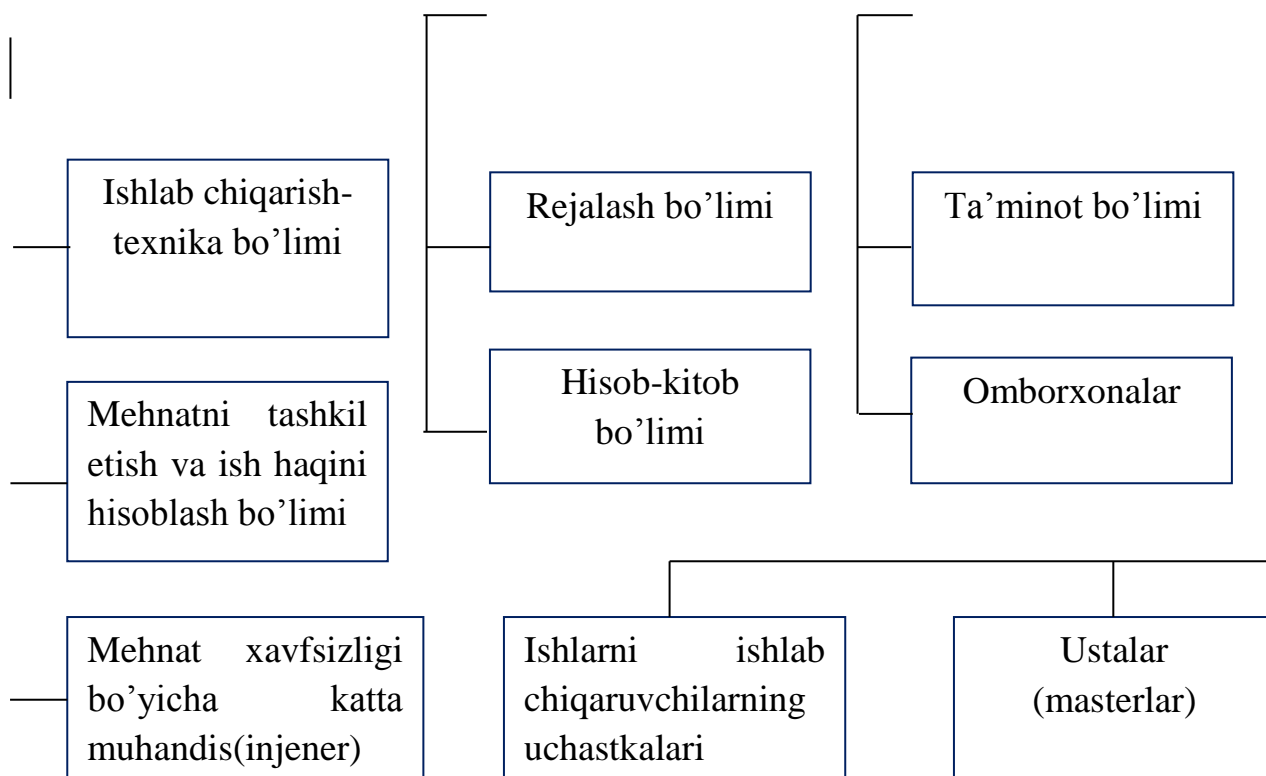 Ishlab chiqarish-
texnika bo’limi
Rejalash bo’limi
Ta’minot bo’limi
Hisob-kitob
bo’limi
Omborxonalar
Mehnatni tashkil
etish va ish haqini
hisoblash bo’limi
Mehnat xavfsizligi
bo’yicha katta
muhandis(injener)
Ishlarni ishlab
chiqaruvchilarning
uchastkalari
Ustalar
(masterlar)